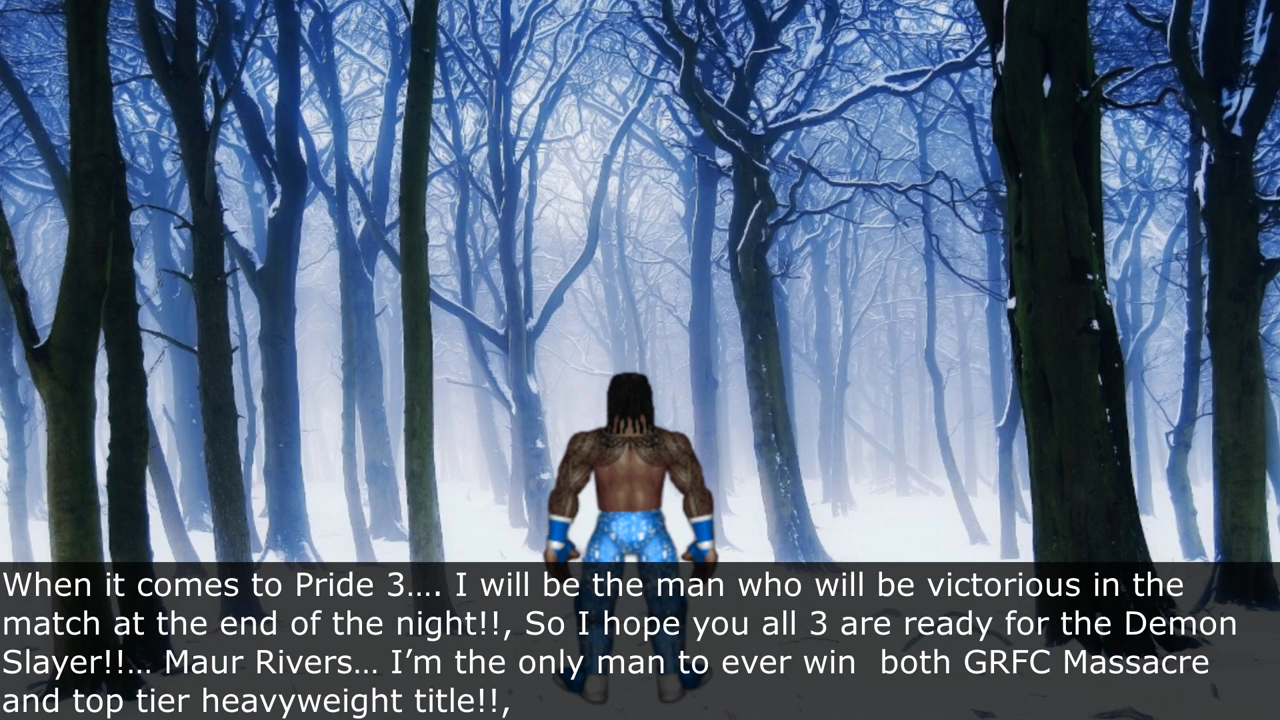 When it comes to Pride 3.... I will be the man who will be victorious in the
match at the end of the night!!, So I hope you all 3 are ready for the Demon
Slayer!!... Maur Rivers... I’m the only man to ever win  both GRFC Massacre
and top tier heavyweight title!!,